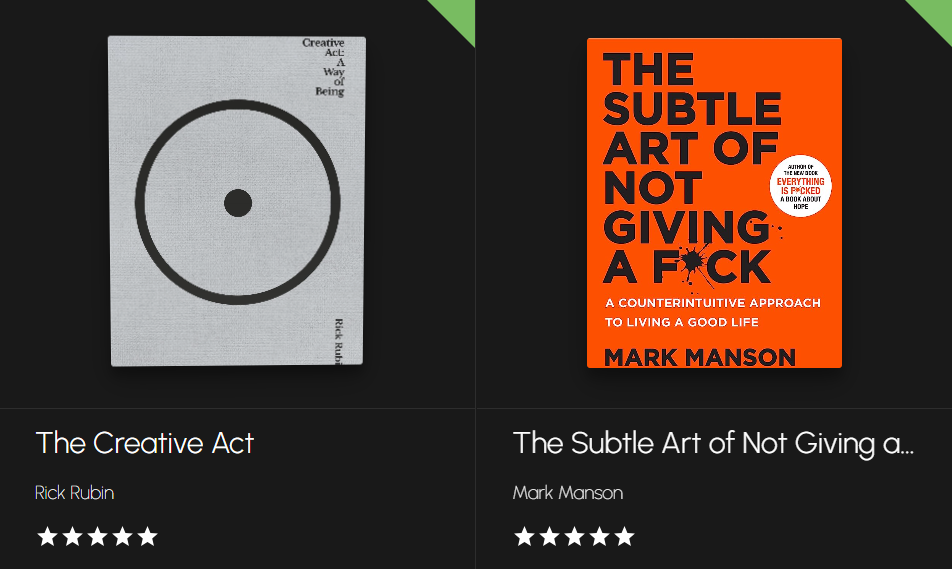 Creative
Act:
A
Way
of
Being
Rick Rubi
The Creative Act
Rick Rubin
THE
SUBTLE
ART OF
NOT
GIVING
A F*CK
AUTHOR OF
THE NEW BOOK
EVERYTHING
IS F*CKED
A BOOK ABOUT
HOPE
A COUNTERINTUITIVE APPROACH
TO LIVING A GOOD LIFE
MARK MANSON
The Subtle Art of Not Giving a...
Mark Manson